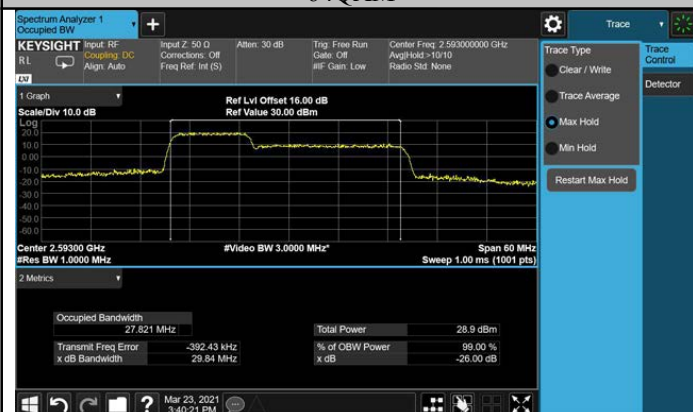 64QAM
Spectrum Analyzer 1
Occupied BW
+
Trace
KEYSIGHT
RL
LXI
Input: RF
Coupling: DC
Align: Auto
Input Z: 50 Ω
Corrections: Off
Freq Ref: Int (S)
Atten: 30 dB
Trig: Free Run
Gate: Off
#IF Gain: Low
Center Freq: 2.593000000 GHz
Avg|Hold:>10/10
Radio Std: None
Trace Type
Clear / Write
Trace Average
Max Hold
Min Hold
Restart Max Hold
Trace Control
Detector
1 Graph
Scale/Div 10.0 dB
Ref Lvl Offset 16.00 dB
Ref Value 30.00 dBm
Log
20.0
10.0
0.00
-10.0
-20.0
-30.0
-40.0
-50.0
-60.0
Center 2.59300 GHz
#Res BW 1.0000 MHz
#Video BW 3.0000 MHz*
Span 60 MHz
Sweep 1.00 ms (1001 pts)
2 Metrics
Occupied Bandwidth
27.821 MHz
Total Power 28.9 dBm
Transmit Freq Error -392.43 kHz
% of OBW Power 99.00 %
x dB Bandwidth 29.84 MHz
x dB -26.00 dB
?
Mar 23, 2021
3:40:21 PM